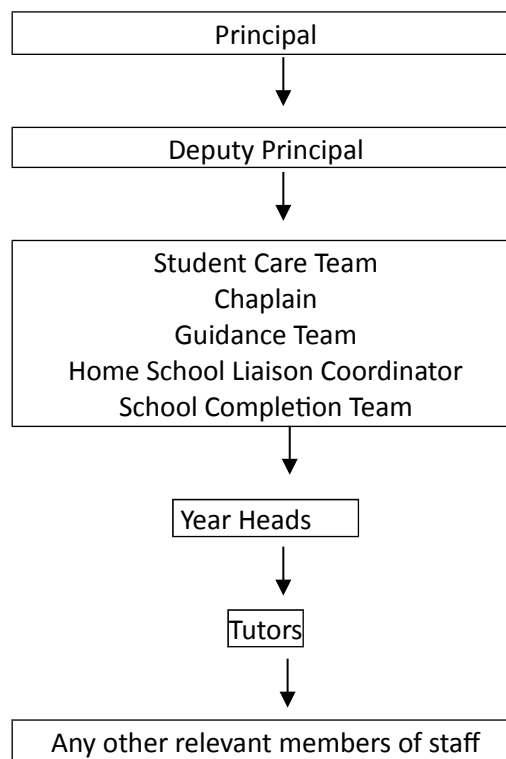 Principal
Deputy Principal
Student Care Team
Chaplain
Guidance Team
Home School Liaison Coordinator
School Completion Team
Year Heads
Tutors
Any other relevant members of staff